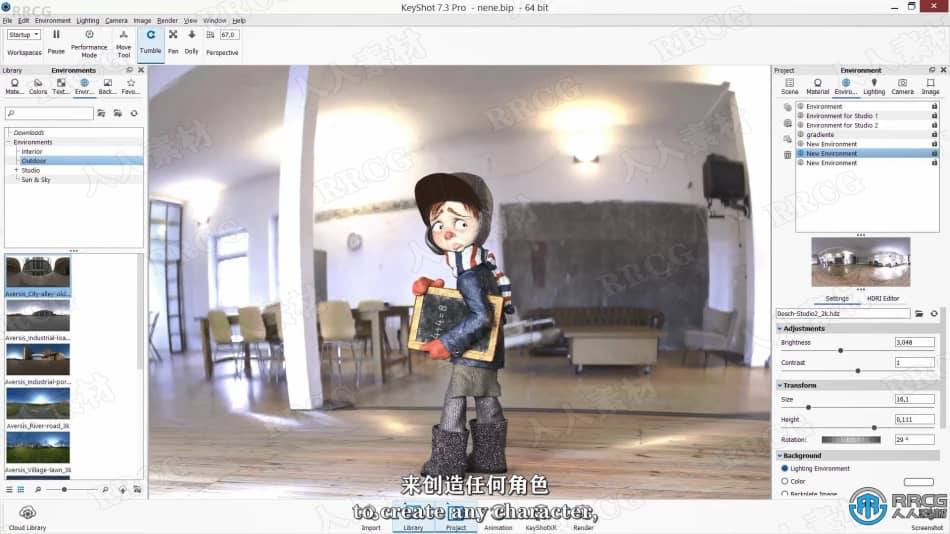 RRCG
KeyShot 7.3 Pro - nene.bip - 64 bit
File Edit Environment Lighting Camera Image Render View Window Help
Startup
67,0
Workspaces
Pause
Performance Mode
Move Tool
Tumble
Pan
Dolly
Perspective
Library
Environments
Mate... Colors Text... Envir... Back... Favo...
Downloads
Environments
Interior
Outdoor
Studio
Sun & Sky
Aversis_City-alley-old...
Aversis_Industrial-loa...
Aversis_Industrial-por...
Aversis_River-road_3k
Aversis_Village-lawn_3k
Cloud Library
4+4=8
来创造任何角色
to create any character,
Import
Library
Project
Animation
KeyShotXR
Render
Project
Environment
Scene Material Enviro... Lighting Camera Image
Environment
Environment for Studio 1
Environment for Studio 2
gradiente
New Environment
New Environment
New Environment
Settings
HDRI Editor
Dosch-Studio2_2k.hdz
Adjustments
Brightness 3,048
Contrast 1
Transform
Size 16,1
Height 0,111
Rotation: 29 °
Background
Lighting Environment
Color
Backplate Image
RRCG
人人素材
Screenshot